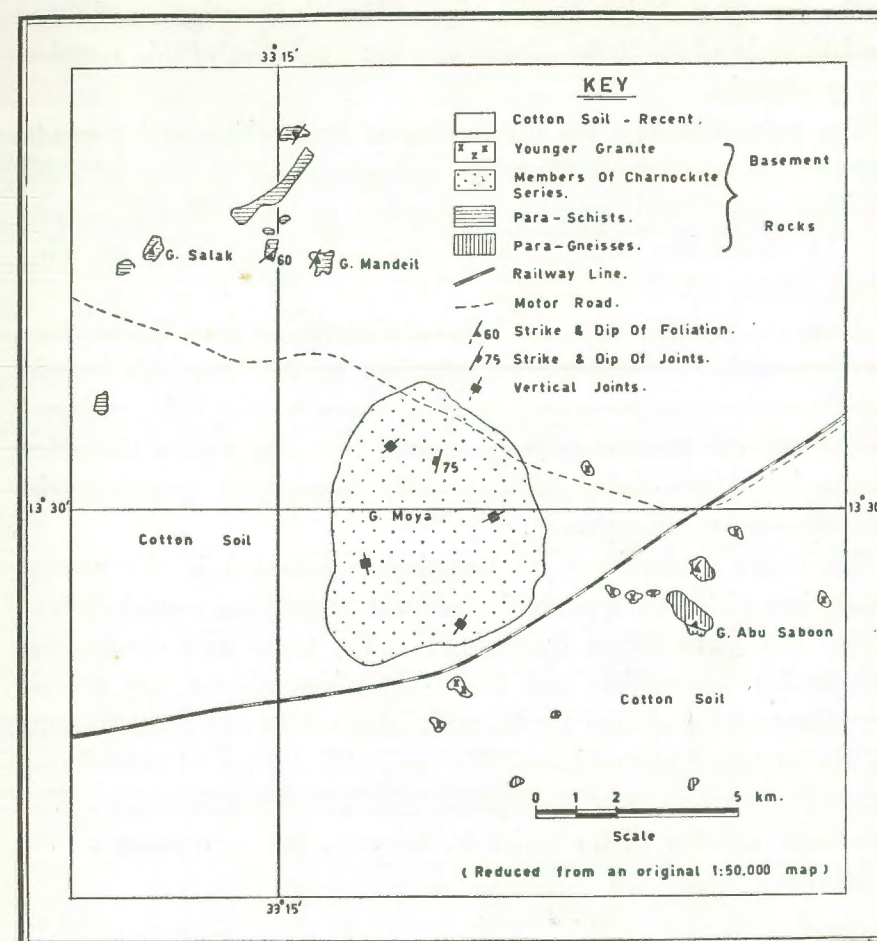 33°15'
KEY
Cotton Soil - Recent.
Younger Granite
Members Of Charnockite
Series.
Basement
Rocks
Para-Schists.
Para-Gneisses.
Railway Line.
Motor Road.
60 Strike & Dip Of Foliation.
75 Strike & Dip Of Joints.
Vertical Joints.
G. Salak
60
G. Mandeil
75
13°30'
G. Moya
13°30'
Cotton Soil
G. Abu Saboon
Cotton Soil
0 1 2 5 km.
Scale
(Reduced from an original 1:50,000 map)
33°15'